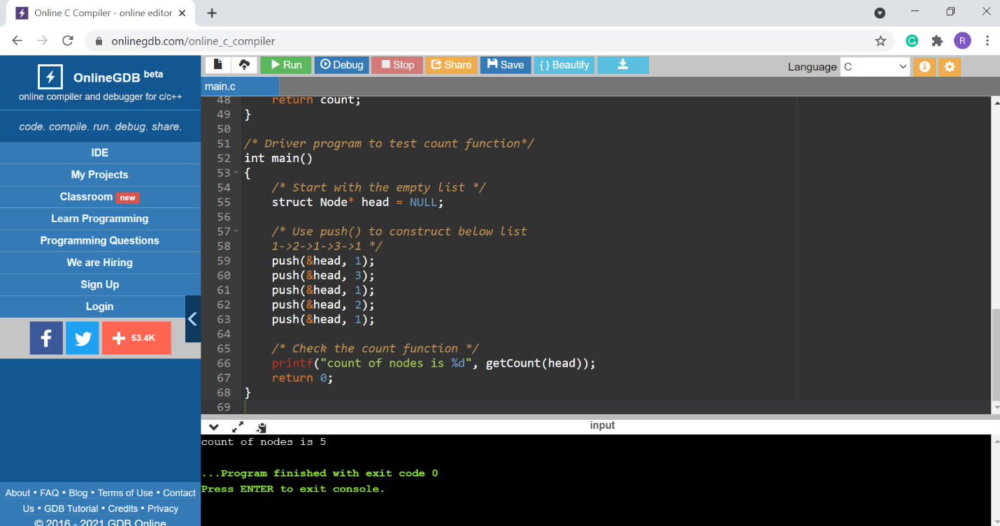 Online C Compiler - online editor
onlinegdb.com/online_c_compiler
R
OnlineGDB beta
online compiler and debugger for c/c++
code. compile. run. debug. share.
IDE
My Projects
Classroom new
Learn Programming
Programming Questions
We are Hiring
Sign Up
Login
53.4K
About • FAQ • Blog • Terms of Use • Contact
Us • GDB Tutorial • Credits • Privacy
© 2016 - 2021 GDB Online
Run Debug Stop Share Save { } Beautify Language C
main.c
48 return count;
49 }
50
51 /* Driver program to test count function*/
52 int main()
53 {
54 /* Start with the empty list */
55 struct Node* head = NULL;
56
57 /* Use push() to construct below list
58 1->2->1->3->1 */
59 push(&head, 1);
60 push(&head, 3);
61 push(&head, 1);
62 push(&head, 2);
63 push(&head, 1);
64
65 /* Check the count function */
66 printf("count of nodes is %d", getCount(head));
67 return 0;
68 }
69
input
count of nodes is 5
...Program finished with exit code 0
Press ENTER to exit console.